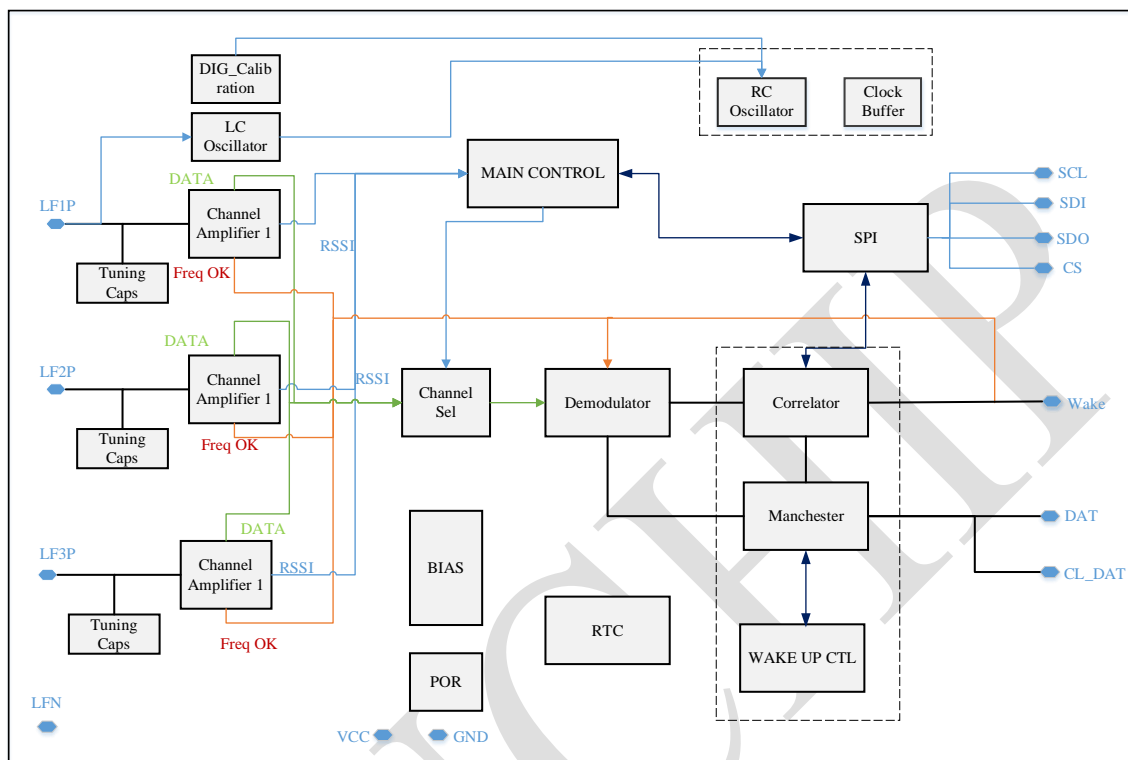 DIG_Calib
ration
RC
Oscillator
Clock
Buffer
LC
Oscillator
MAIN CONTROL
DATA
SCL
LF1P
Channel
Amplifier 1
SDI
RSSI
SPI
SDO
Freq OK
CS
Tuning
Caps
DATA
LF2P
Channel
Amplifier 1
RSSI
Channel
Sel
Demodulator
Correlator
Wake
Freq OK
Tuning
Caps
DATA
Manchester
DAT
LF3P
Channel
Amplifier 1
RSSI
BIAS
CL_DAT
Freq OK
Tuning
Caps
RTC
WAKE UP CTL
POR
LFN
VCC
GND